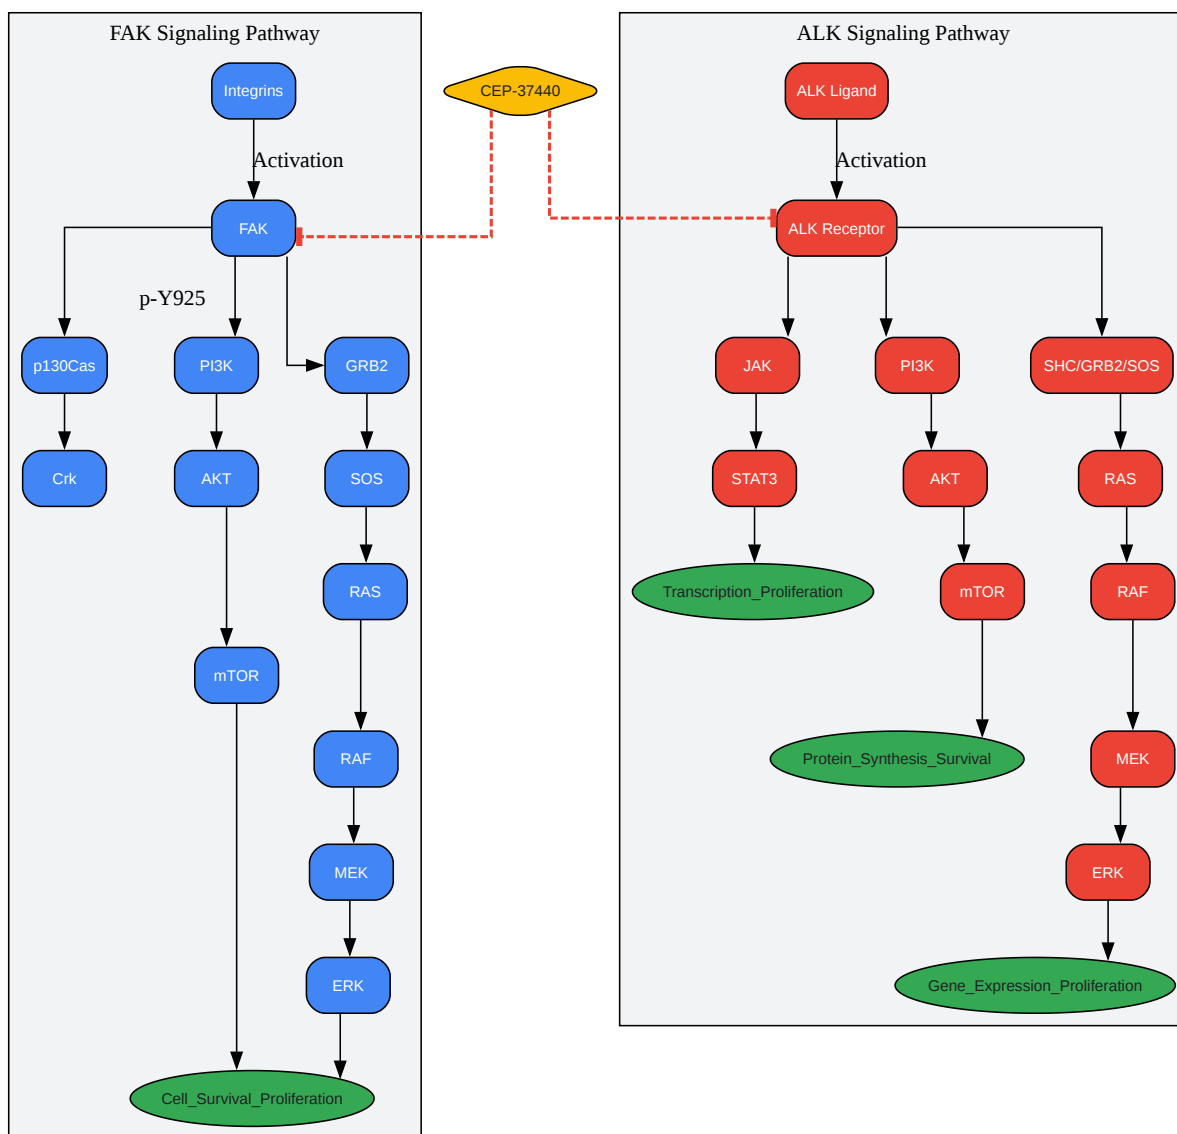 FAK Signaling Pathway
Integrins
Activation
FAK
p-Y925
p130Cas
PI3K
GRB2
Crk
AKT
SOS
RAS
mTOR
RAF
MEK
ERK
Cell_Survival_Proliferation
CEP-37440
ALK Signaling Pathway
ALK Ligand
Activation
ALK Receptor
JAK
PI3K
SHC/GRB2/SOS
STAT3
AKT
RAS
Transcription_Proliferation
mTOR
RAF
Protein_Synthesis_Survival
MEK
ERK
Gene_Expression_Proliferation